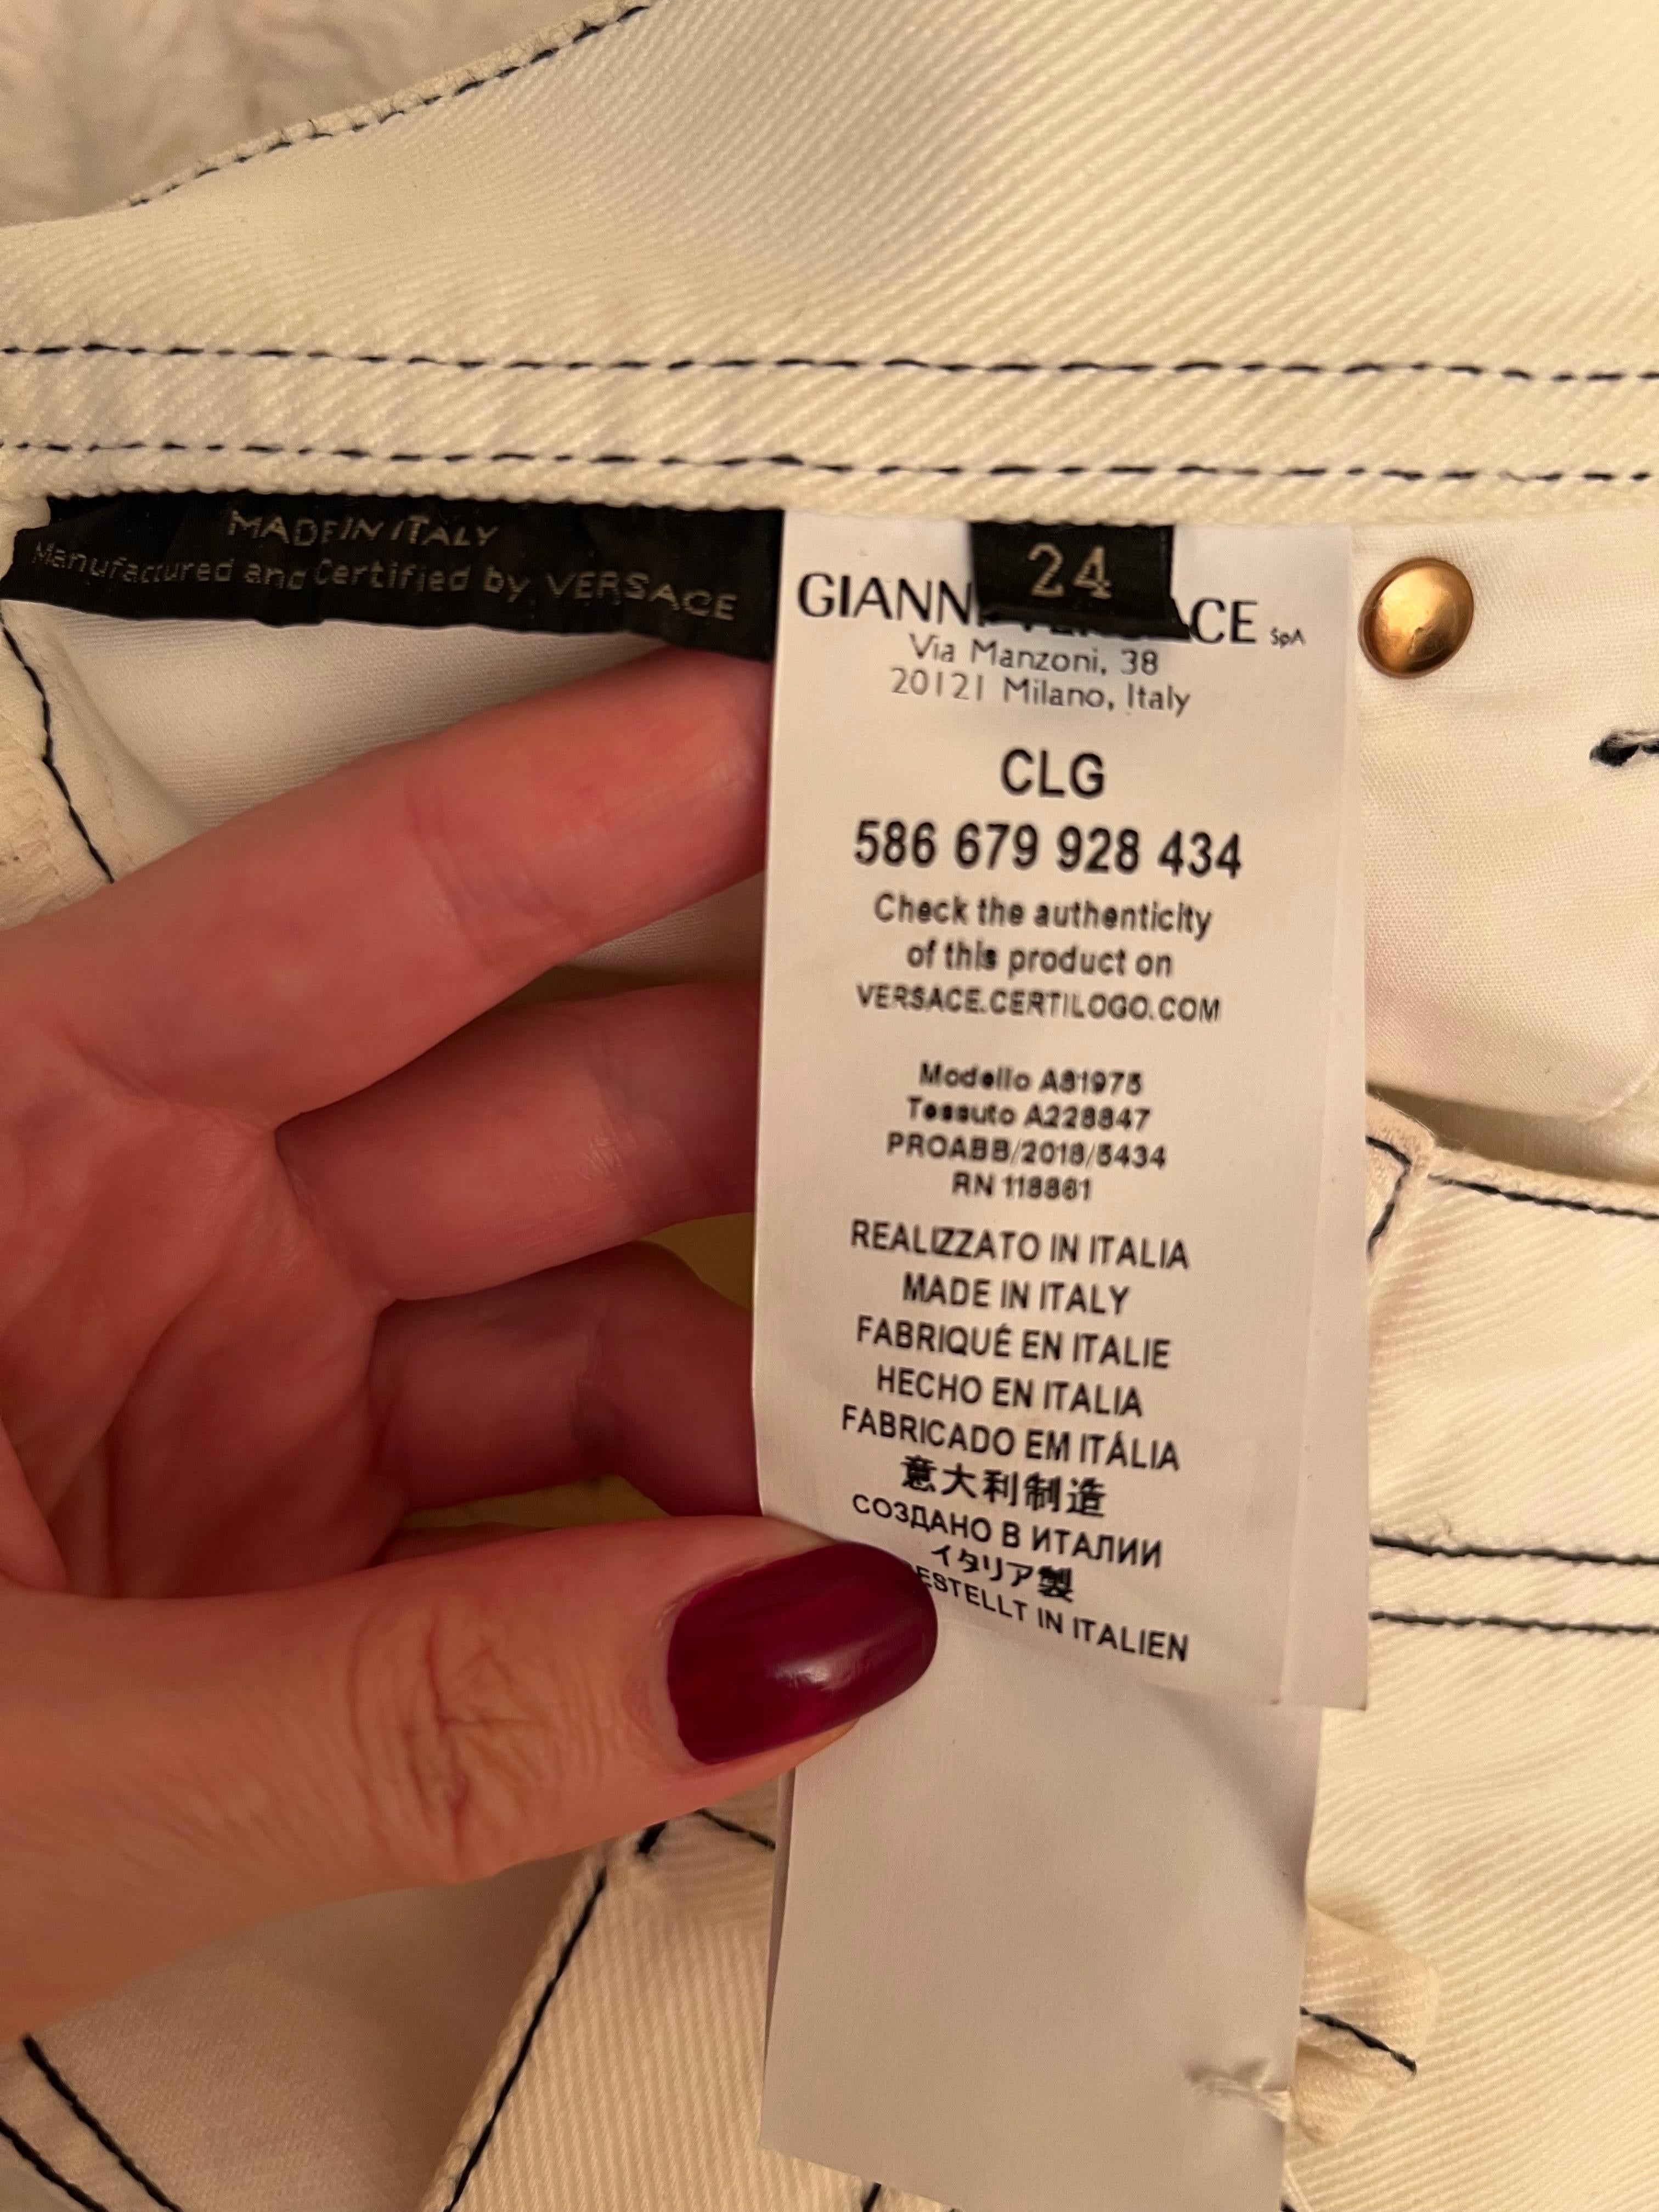 MADE IN ITALY
Manufactured and Certified by VERSACE
24
SpA
Via Manzoni, 38
20121 Milano, Italy
CLG
586 679 928 434
Check the authenticity
of this product on
VERSACE.CERTILOGO.COM
Modello A81975
Tessuto A228847
PROABB/2018/5434
RN 118861
REALIZZATO IN ITALIA
MADE IN ITALY
FABRIQUÉ EN ITALIE
HECHO EN ITALIA
FABRICADO EM ITÁLIA
意大利制造
СОЗДАНО В ИТАЛИИ
イタリア製
IN ITALIEN